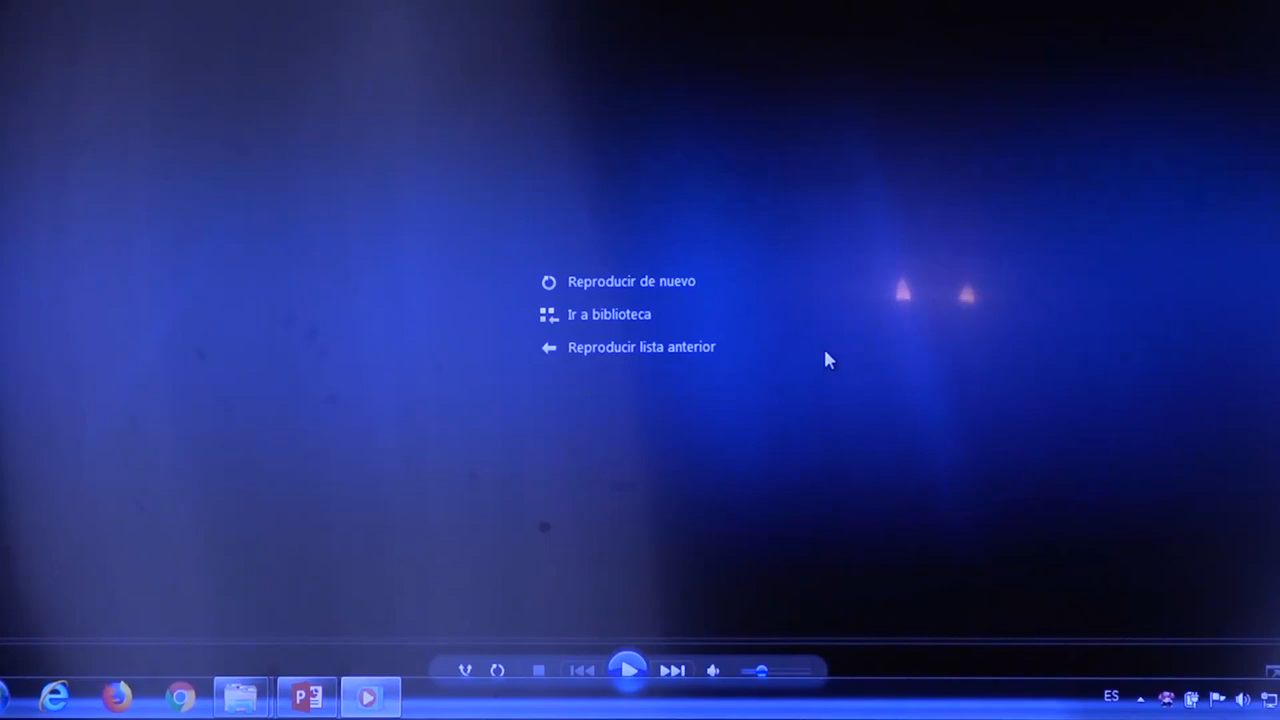 Reproducir de nuevo
Ir a biblioteca
Reproducir lista anterior
ES